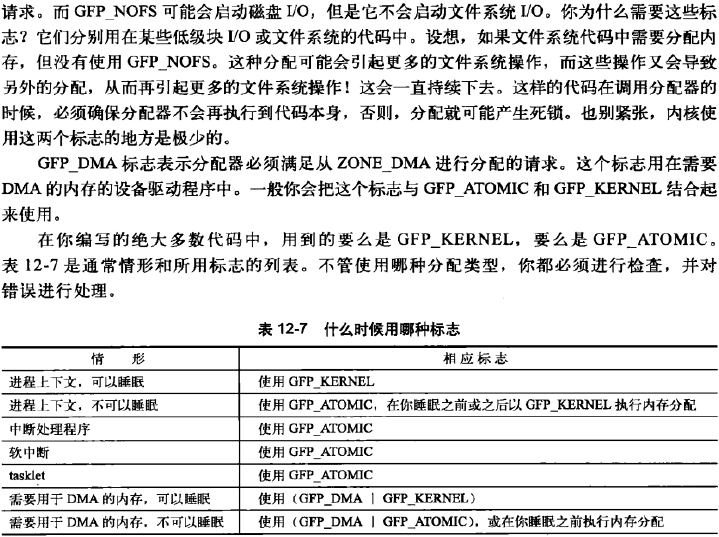 请求。而 GFP_NOFS 可能会启动磁盘 I/O，但是它不会启动文件系统 I/O。你为什么需要这些标
志？它们分别用在某些低级块 I/O 或文件系统的代码中。设想，如果文件系统代码中需要分配内
存，但没有使用 GFP_NOFS。这种分配可能会引起更多的文件系统操作，而这些操作又会导致
另外的分配，从而再引起更多的文件系统操作！这会一直持续下去。这样的代码在调用分配器的
时候，必须确保分配器不会再执行到代码本身，否则，分配就可能产生死锁。也别紧张，内核使
用这两个标志的地方是极少的。
GFP_DMA 标志表示分配器必须满足从 ZONE_DMA 进行分配的请求。这个标志用在需要
DMA 的内存的设备驱动程序中。一般你会把这个标志与 GFP_ATOMIC 和 GFP_KERNEL 结合起
来使用。
在你编写的绝大多数代码中，用到的要么是 GFP_KERNEL，要么是 GFP_ATOMIC。
表 12-7 是通常情形和所用标志的列表。不管使用哪种分配类型，你都必须进行检查，并对
错误进行处理。
表 12-7 什么时候用哪种标志
情 形 相应标志
进程上下文，可以睡眠 使用 GFP_KERNEL
进程上下文，不可以睡眠 使用 GFP_ATOMIC，在你睡眠之前或之后以 GFP_KERNEL 执行内存分配
中断处理程序 使用 GFP_ATOMIC
软中断 使用 GFP_ATOMIC
tasklet 使用 GFP_ATOMIC
需要用于 DMA 的内存，可以睡眠 使用（GFP_DMA | GFP_KERNEL）
需要用于 DMA 的内存，不可以睡眠 使用（GFP_DMA | GFP_ATOMIC），或在你睡眠之前执行内存分配